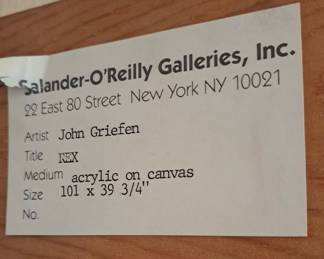 Salander-O'Reilly Galleries, Inc.
22 East 80 Street New York NY 10021
Artist John Griefen
Title REX
Medium acrylic on canvas
Size 101 x 39 3/4"
No.